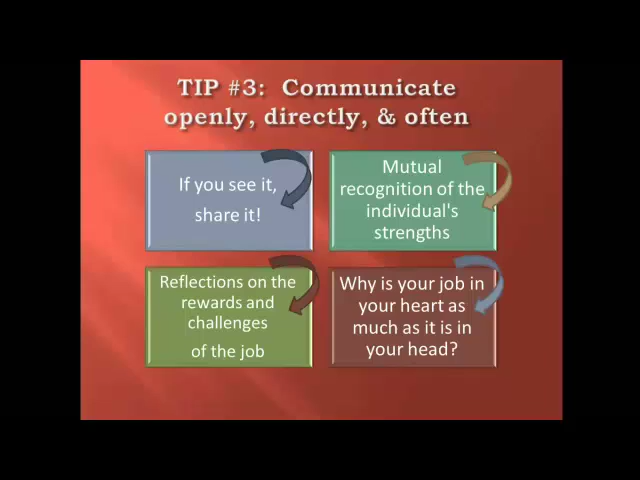 TIP #3: Communicate
openly, directly, & often
If you see it,
share it!
Mutual
recognition of the
individual's
strengths
Reflections on the
rewards and
challenges
of the job
Why is your job in
your heart as
much as it is in
your head?